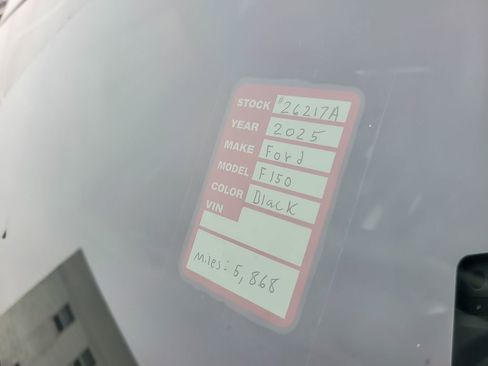 STOCK #26217A
YEAR 2025
MAKE Ford
MODEL F150
COLOR Black
VIN
Miles: 5,868